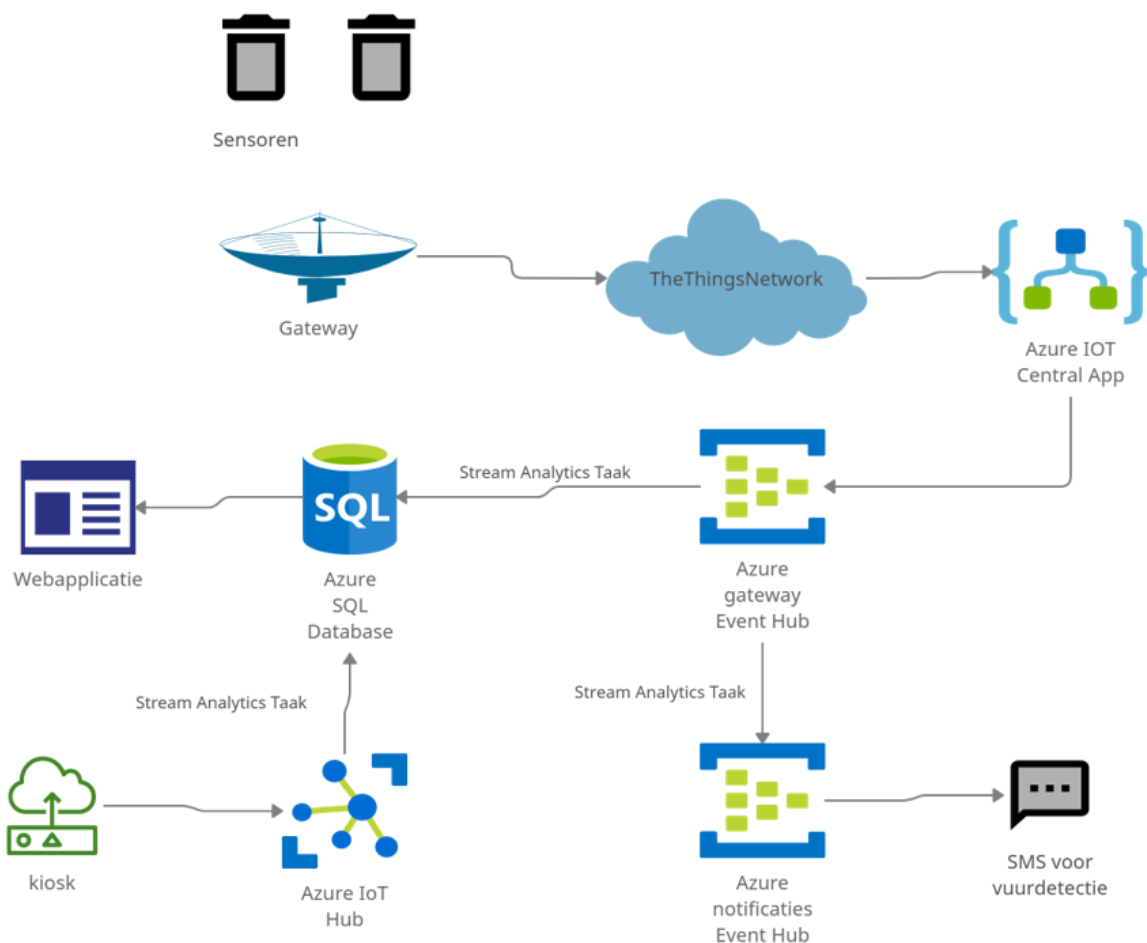 Sensoren
Gateway
TheThingsNetwork
Azure IOT
Central App
Stream Analytics Taak
SQL
Webapplicatie
Azure
SQL
Database
Azure
gateway
Event Hub
Stream Analytics Taak
Stream Analytics Taak
kiosk
Azure IoT
Hub
Azure
notificaties
Event Hub
SMS voor
vuurdetectie